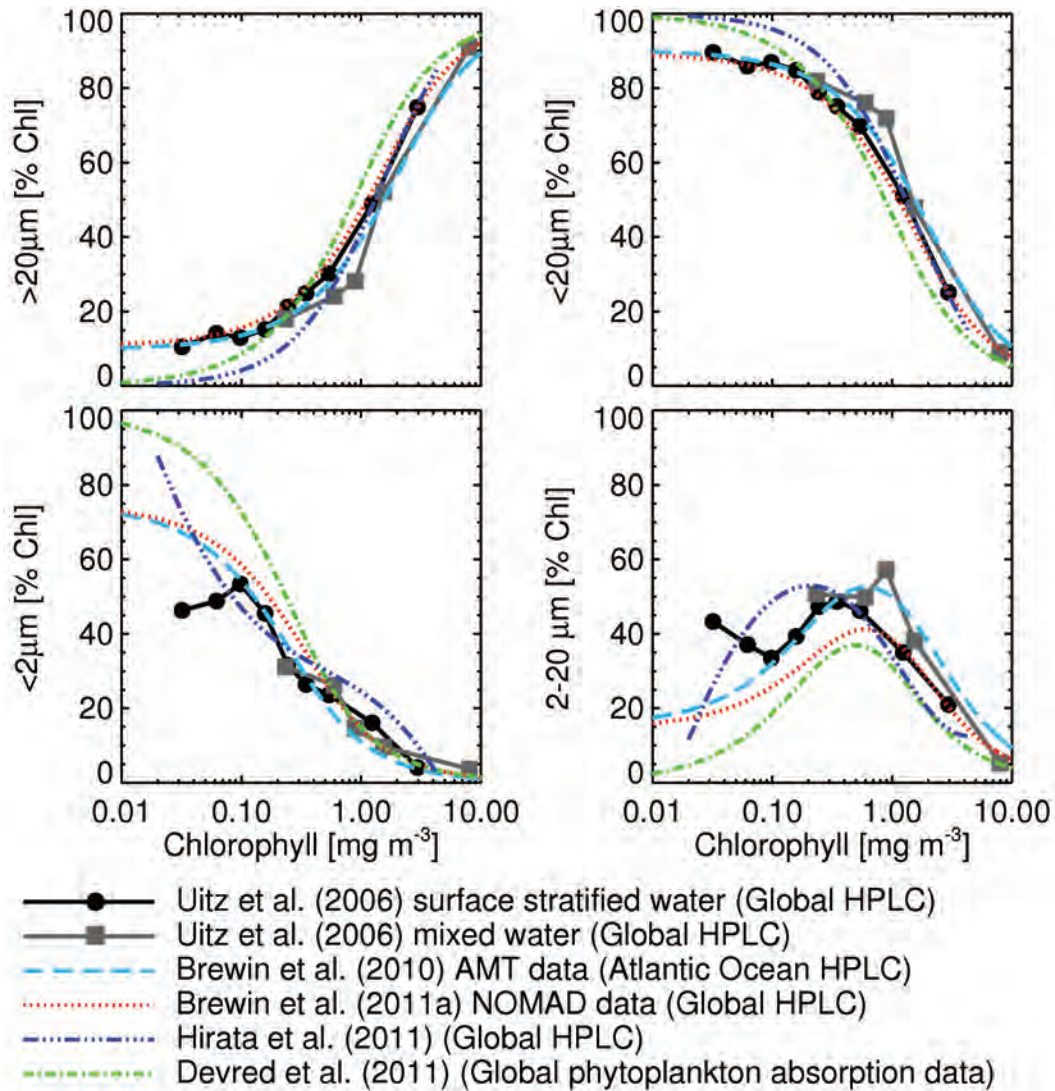 100
80
60
40
20
0
>20µm [% Chl]
100
80
60
40
20
0
<20µm [% Chl]
100
80
60
40
20
0
<2µm [% Chl]
0.01 0.10 1.00 10.00
Chlorophyll [mg m-3]
100
80
60
40
20
0
2-20 µm [% Chl]
0.01 0.10 1.00 10.00
Chlorophyll [mg m-3]
Uitz et al. (2006) surface stratified water (Global HPLC)
Uitz et al. (2006) mixed water (Global HPLC)
Brewin et al. (2010) AMT data (Atlantic Ocean HPLC)
Brewin et al. (2011a) NOMAD data (Global HPLC)
Hirata et al. (2011) (Global HPLC)
Devred et al. (2011) (Global phytoplankton absorption data)